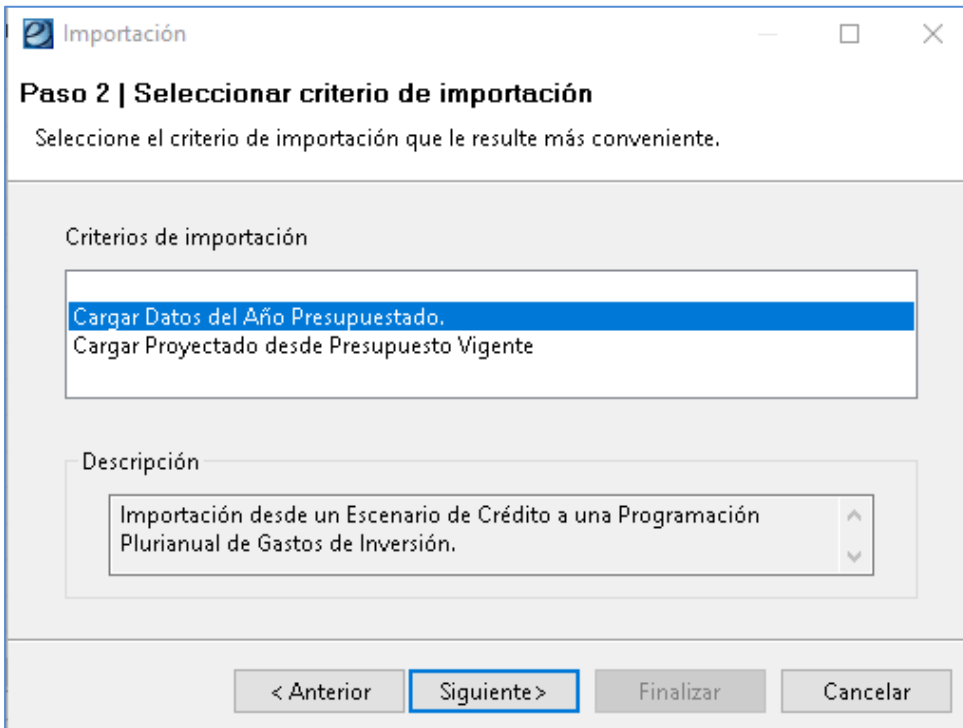 Importación
Paso 2 | Seleccionar criterio de importación
Seleccione el criterio de importación que le resulte más conveniente.
Criterios de importación
Cargar Datos del Año Presupuestado.
Cargar Proyectado desde Presupuesto Vigente
Descripción
Importación desde un Escenario de Crédito a una Programación
Plurianual de Gastos de Inversión.
< Anterior
Siguiente >
Finalizar
Cancelar